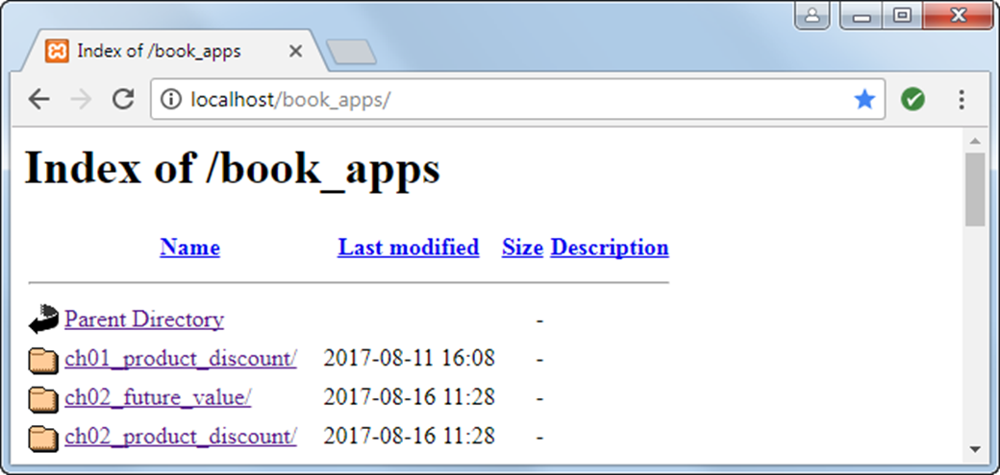 Index of /book_apps
localhost/book_apps/
Index of /book_apps
Name Last modified Size Description
Parent Directory -
ch01_product_discount/ 2017-08-11 16:08 -
ch02_future_value/ 2017-08-16 11:28 -
ch02_product_discount/ 2017-08-16 11:28 -